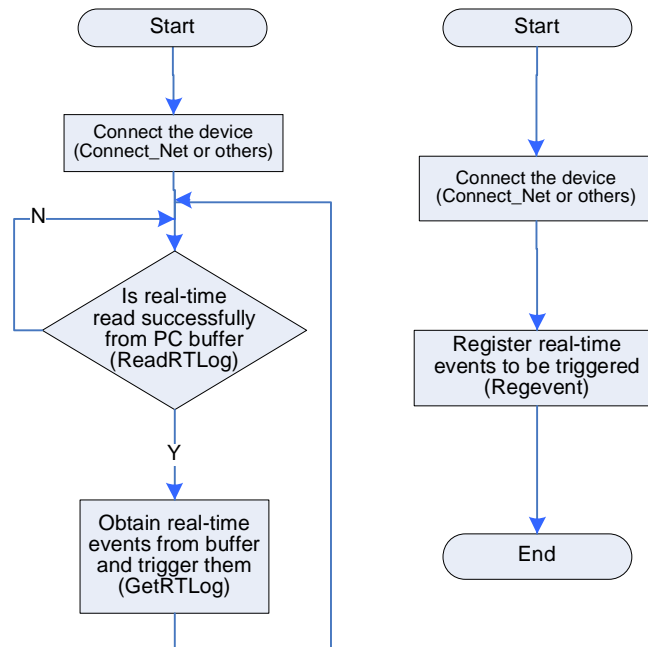 Start
Connect the device
(Connect_Net or others)
N
Is real-time
read successfully
from PC buffer
(ReadRTLog)
Y
Obtain real-time
events from buffer
and trigger them
(GetRTLog)
Start
Connect the device
(Connect_Net or others)
Register real-time
events to be triggered
(Regevent)
End